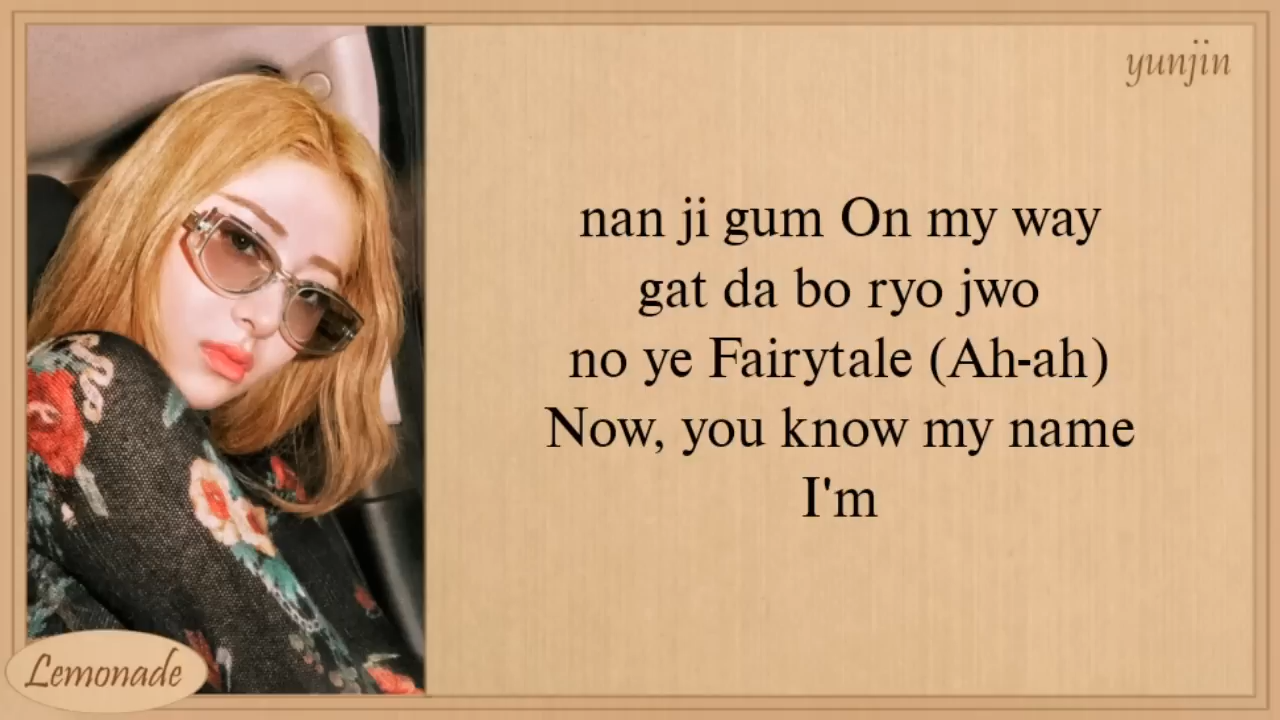 yunjin
nan ji gum On my way
gat da bo ryo jwo
no ye Fairytale (Ah-ah)
Now, you know my name
I'm
Lemonade